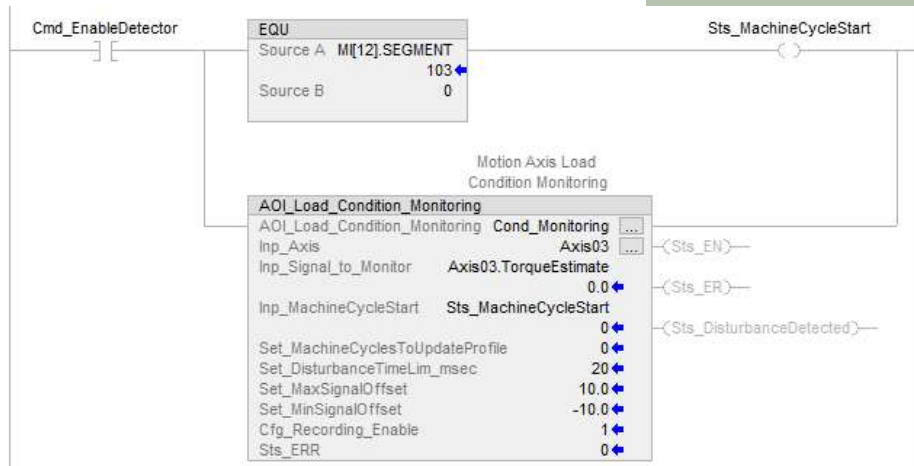 Cmd_EnableDetector
Sts_MachineCycleStart
EQU
Source A MI[12].SEGMENT
103
Source B 0
Motion Axis Load
Condition Monitoring
AOI_Load_Condition_Monitoring
AOI_Load_Condition_Monitoring Cond_Monitoring ...
Inp_Axis Axis03 ... Sts_EN
Inp_Signal_to_Monitor Axis03.TorqueEstimate
0.0 Sts_ER
Inp_MachineCycleStart Sts_MachineCycleStart
0 Sts_DisturbanceDetected
Set_MachineCyclesToUpdateProfile 0
Set_DisturbanceTimeLim_msec 20
Set_MaxSignalOffset 10.0
Set_MinSignalOffset -10.0
Cfg_Recording_Enable 1
Sts_ERR 0